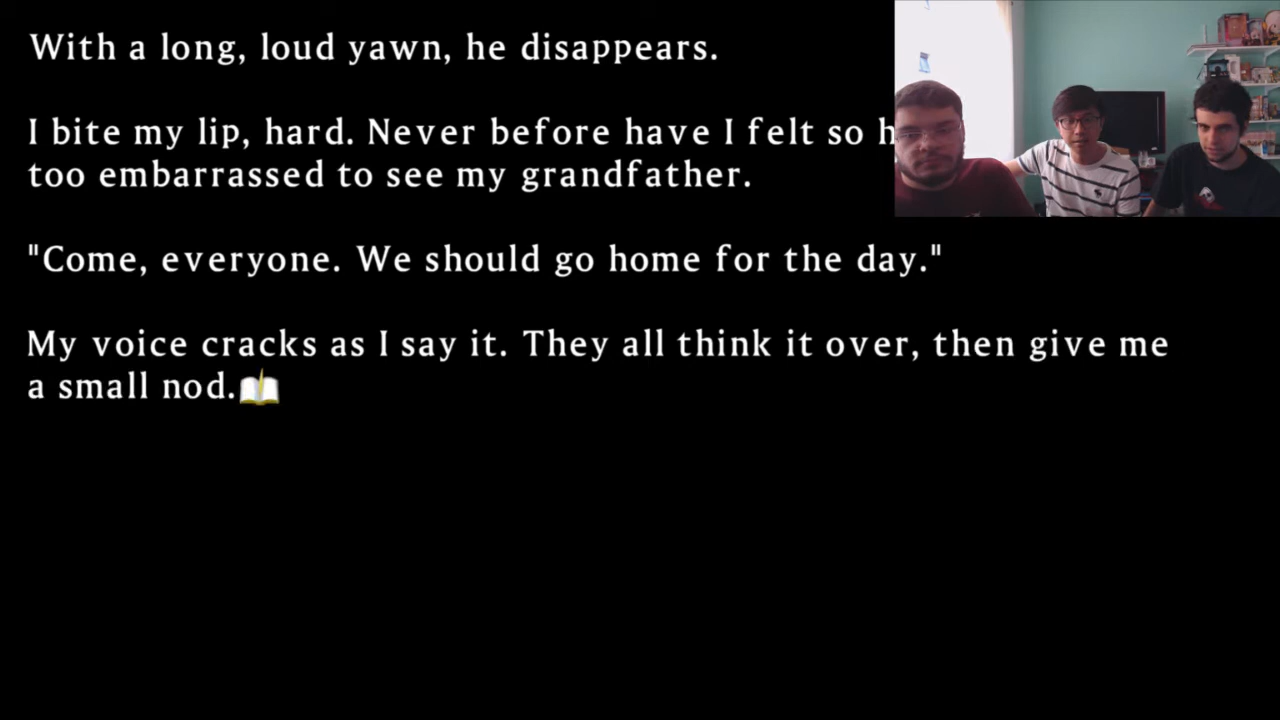 With a long, loud yawn, he disappears.
I bite my lip, hard. Never before have I felt so
too embarrassed to see my grandfather.
"Come, everyone. We should go home for the day."
My voice cracks as I say it. They all think it over, then give me
a small nod.